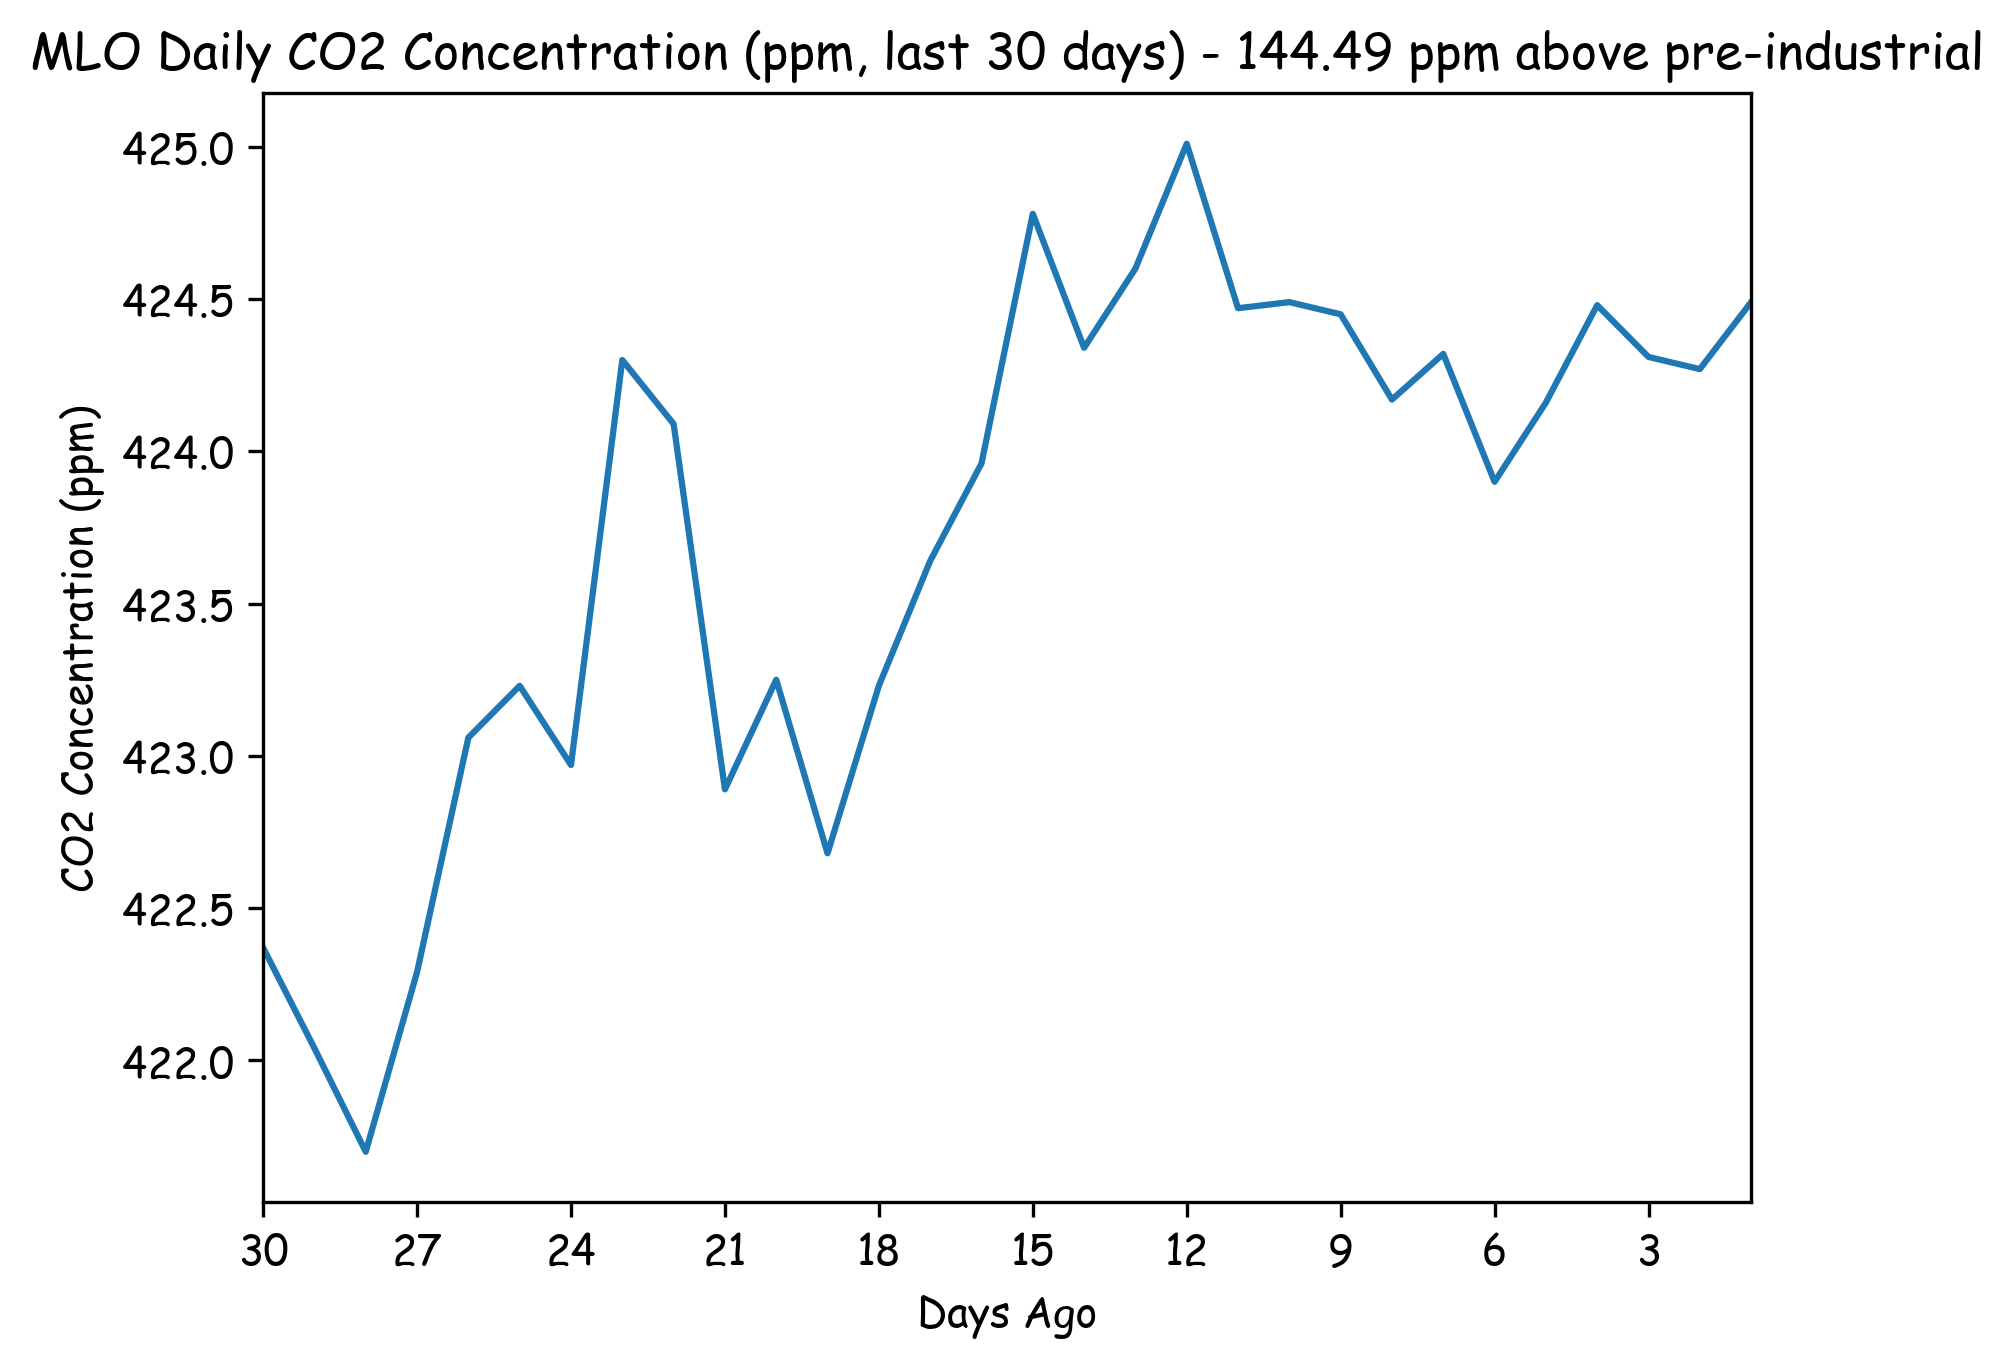 MLO Daily CO2 Concentration (ppm, last 30 days) - 144.49 ppm above pre-industrial
425.0
424.5
424.0
423.5
423.0
422.5
422.0
CO2 Concentration (ppm)
30 27 24 21 18 15 12 9 6 3
Days Ago